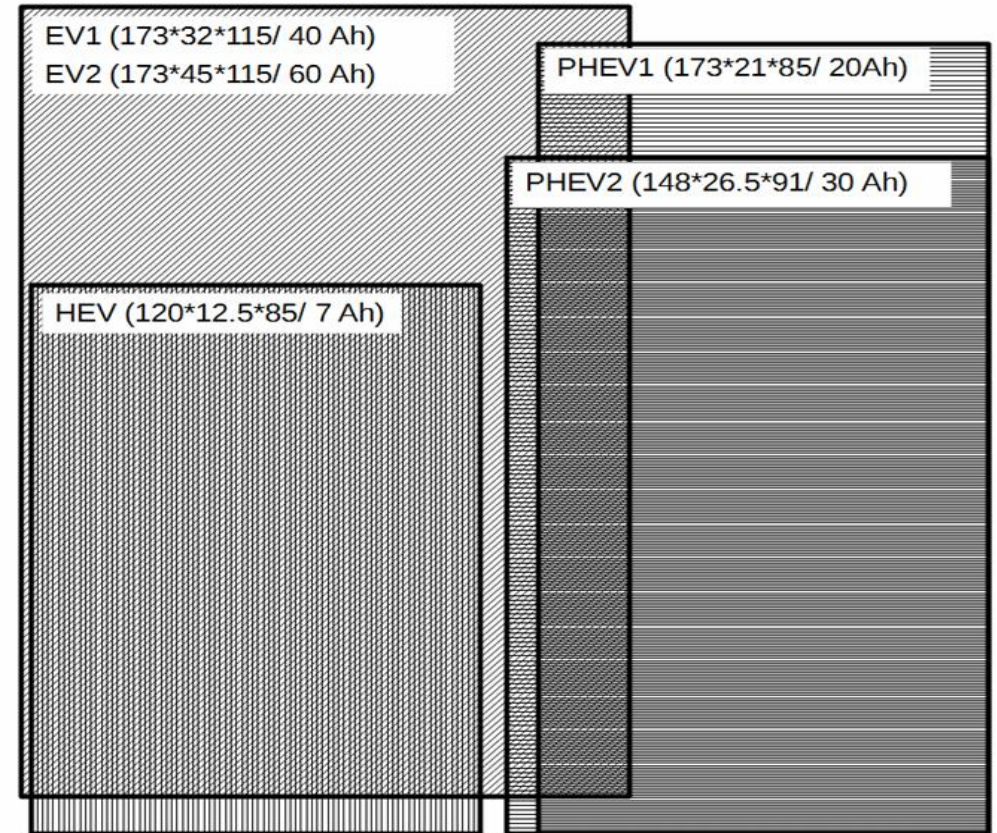 EV1 (173*32*115/ 40 Ah)
EV2 (173*45*115/ 60 Ah)
PHEV1 (173*21*85/ 20Ah)
PHEV2 (148*26.5*91/ 30 Ah)
HEV (120*12.5*85/ 7 Ah)